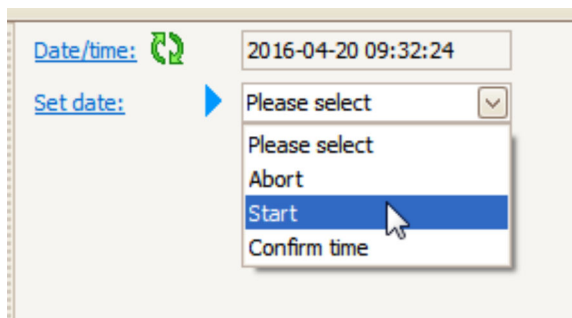 Date/time: 2016-04-20 09:32:24
Set date: Please select
Please select
Abort
Start
Confirm time